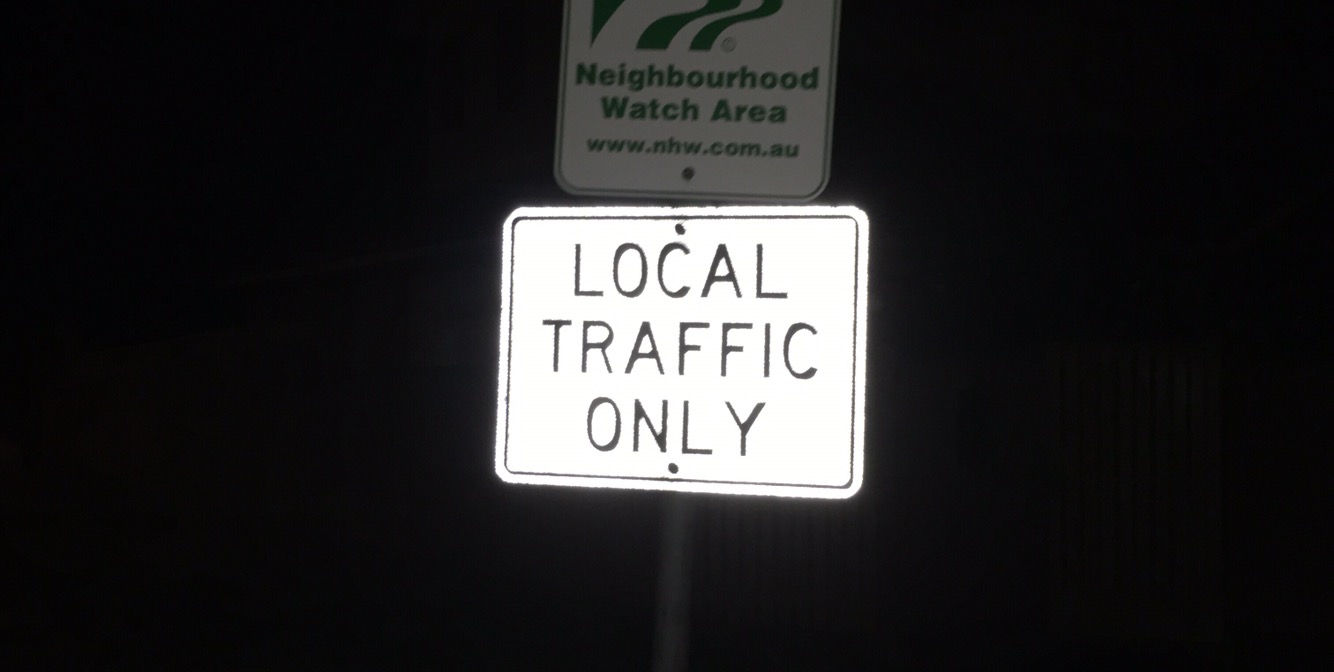 Neighbourhood
Watch Area
www.nhw.com.au
LOCAL
TRAFFIC
ONLY